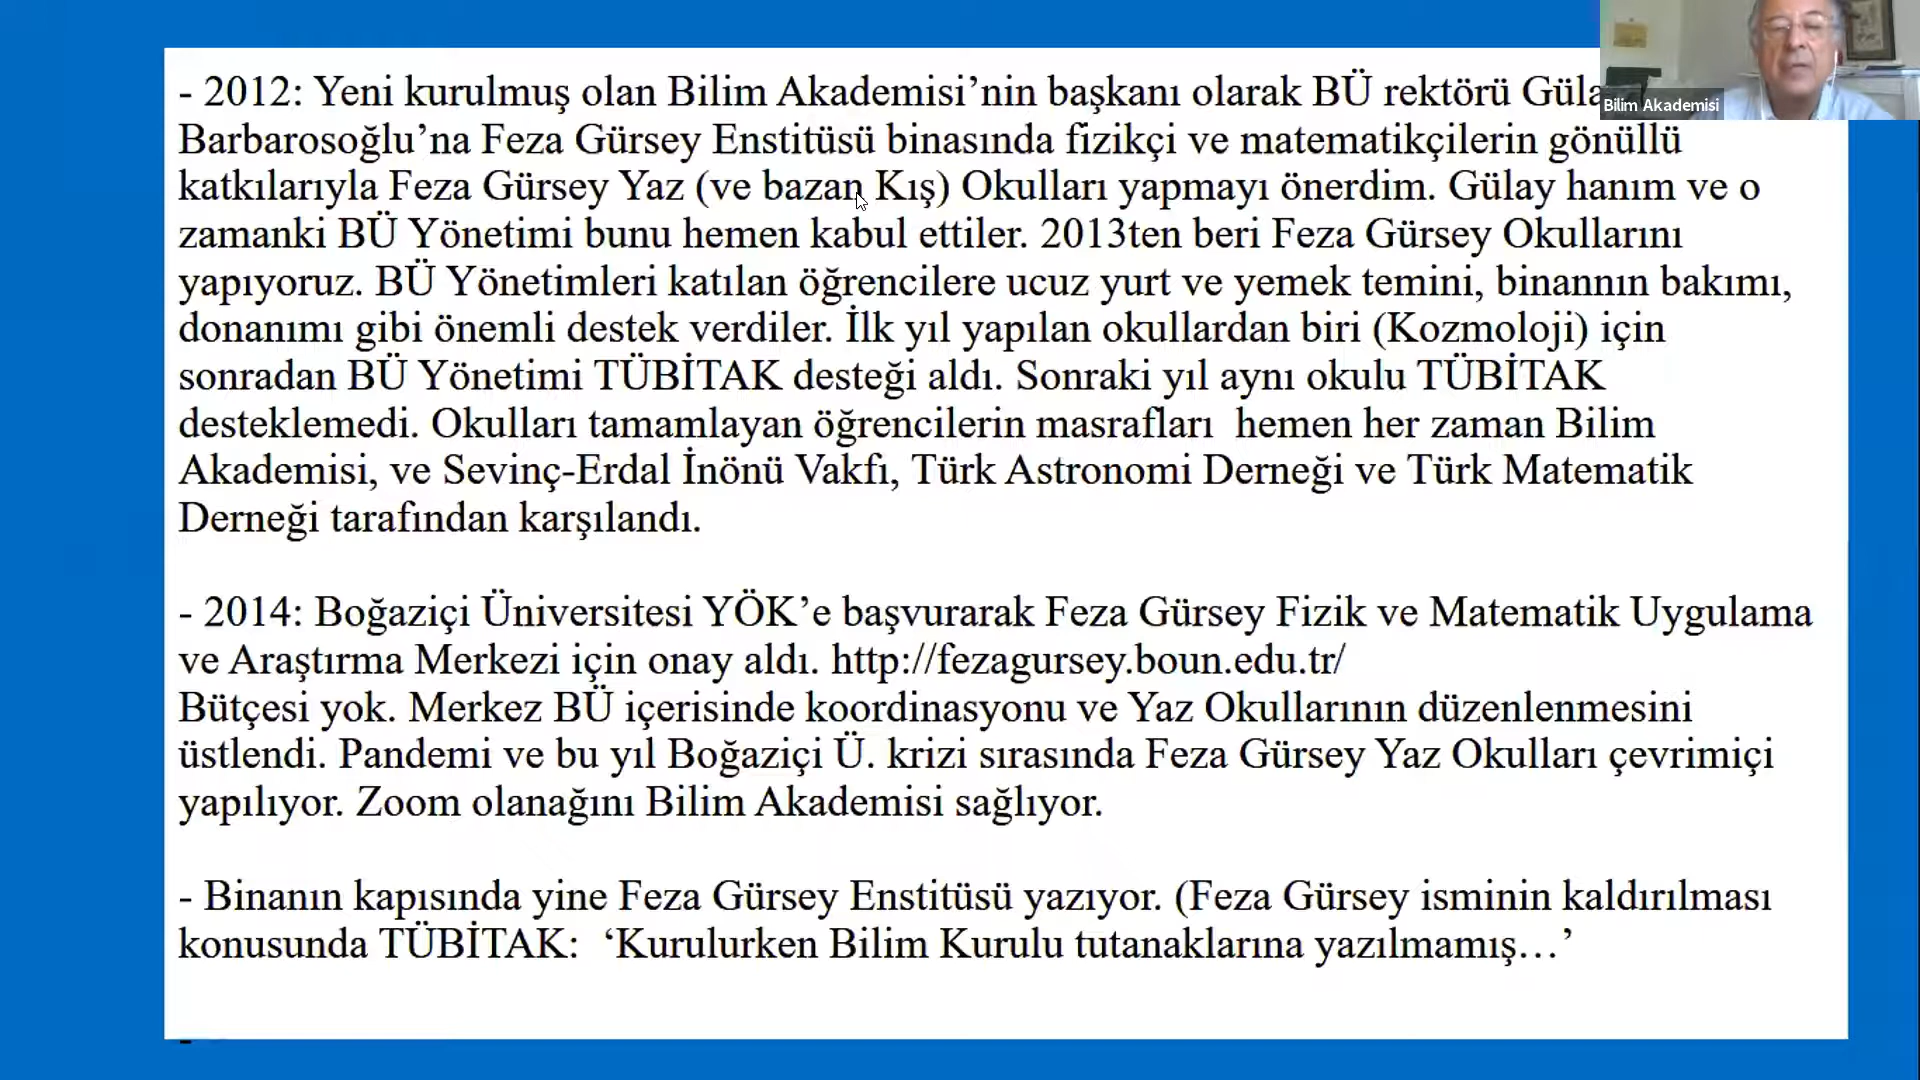 - 2012: Yeni kurulmuş olan Bilim Akademisi’nin başkanı olarak BÜ rektörü
Bilim Akademisi
Barbarosoğlu’na Feza Gürsey Enstitüsü binasında fizikçi ve matematikçilerin gönüllü
katkılarıyla Feza Gürsey Yaz (ve bazan Kış) Okulları yapmayı önerdim. Gülay hanım ve o
zamanki BÜ Yönetimi bunu hemen kabul ettiler. 2013ten beri Feza Gürsey Okullarını
yapıyoruz. BÜ Yönetimleri katılan öğrencilere ucuz yurt ve yemek temini, binannın bakımı,
donanımı gibi önemli destek verdiler. İlk yıl yapılan okullardan biri (Kozmoloji) için
sonradan BÜ Yönetimi TÜBİTAK desteği aldı. Sonraki yıl aynı okulu TÜBİTAK
desteklemedi. Okulları tamamlayan öğrencilerin masrafları hemen her zaman Bilim
Akademisi, ve Sevinç-Erdal İnönü Vakfı, Türk Astronomi Derneği ve Türk Matematik
Derneği tarafından karşılandı.
- 2014: Boğaziçi Üniversitesi YÖK’e başvurarak Feza Gürsey Fizik ve Matematik Uygulama
ve Araştırma Merkezi için onay aldı. http://fezagursey.boun.edu.tr/
Bütçesi yok. Merkez BÜ içerisinde koordinasyonu ve Yaz Okullarının düzenlenmesini
üstlendi. Pandemi ve bu yıl Boğaziçi Ü. krizi sırasında Feza Gürsey Yaz Okulları çevrimiçi
yapılıyor. Zoom olanağını Bilim Akademisi sağlıyor.
- Binanın kapısında yine Feza Gürsey Enstitüsü yazıyor. (Feza Gürsey isminin kaldırılması
konusunda TÜBİTAK: ‘Kurulurken Bilim Kurulu tutanaklarına yazılmamış…’
-